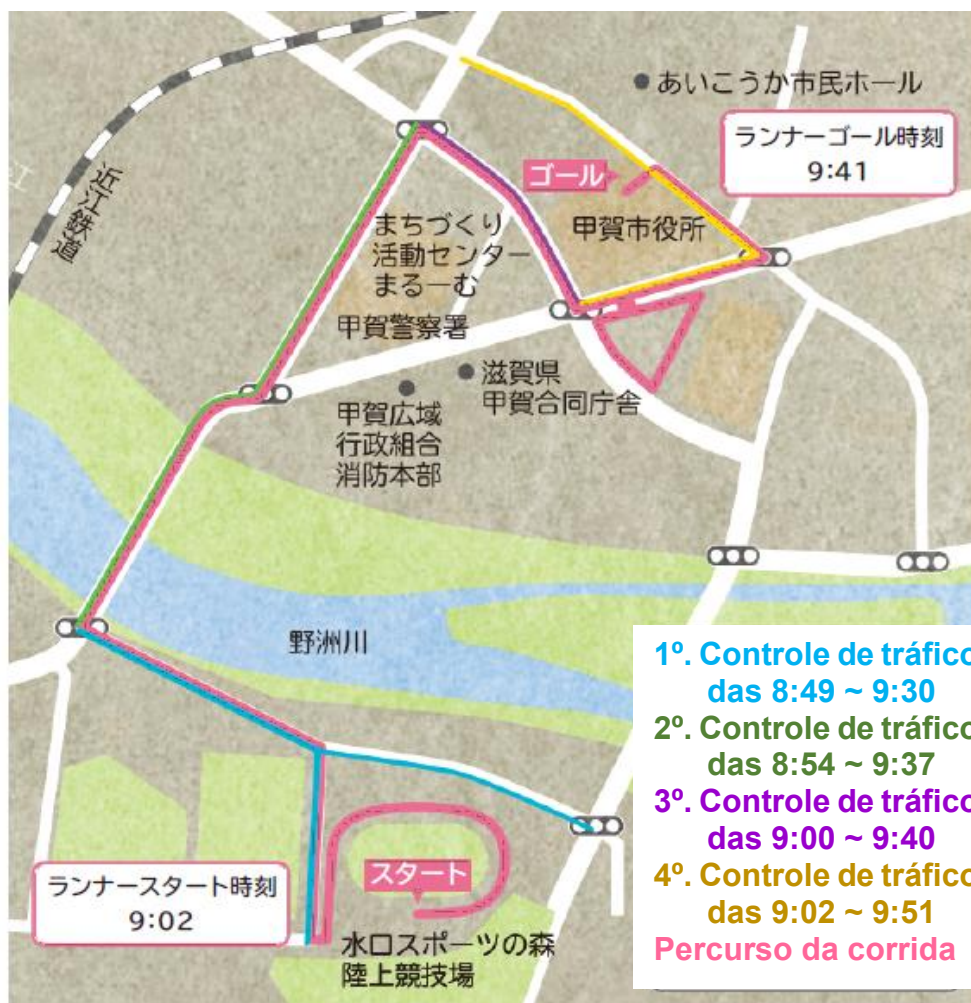 あいこうか市民ホール
ランナーゴール時刻
9:41
ゴール
近江鉄道
まちづくり
活動センター
まるーむ
甲賀市役所
甲賀警察署
滋賀県
甲賀合同庁舎
甲賀広域
行政組合
消防本部
野洲川
1º. Controle de tráfico
das 8:49 ~ 9:30
2º. Controle de tráfico
das 8:54 ~ 9:37
3º. Controle de tráfico
das 9:00 ~ 9:40
4º. Controle de tráfico
das 9:02 ~ 9:51
Percurso da corrida
スタート
ランナースタート時刻
9:02
水口スポーツの森
陸上競技場